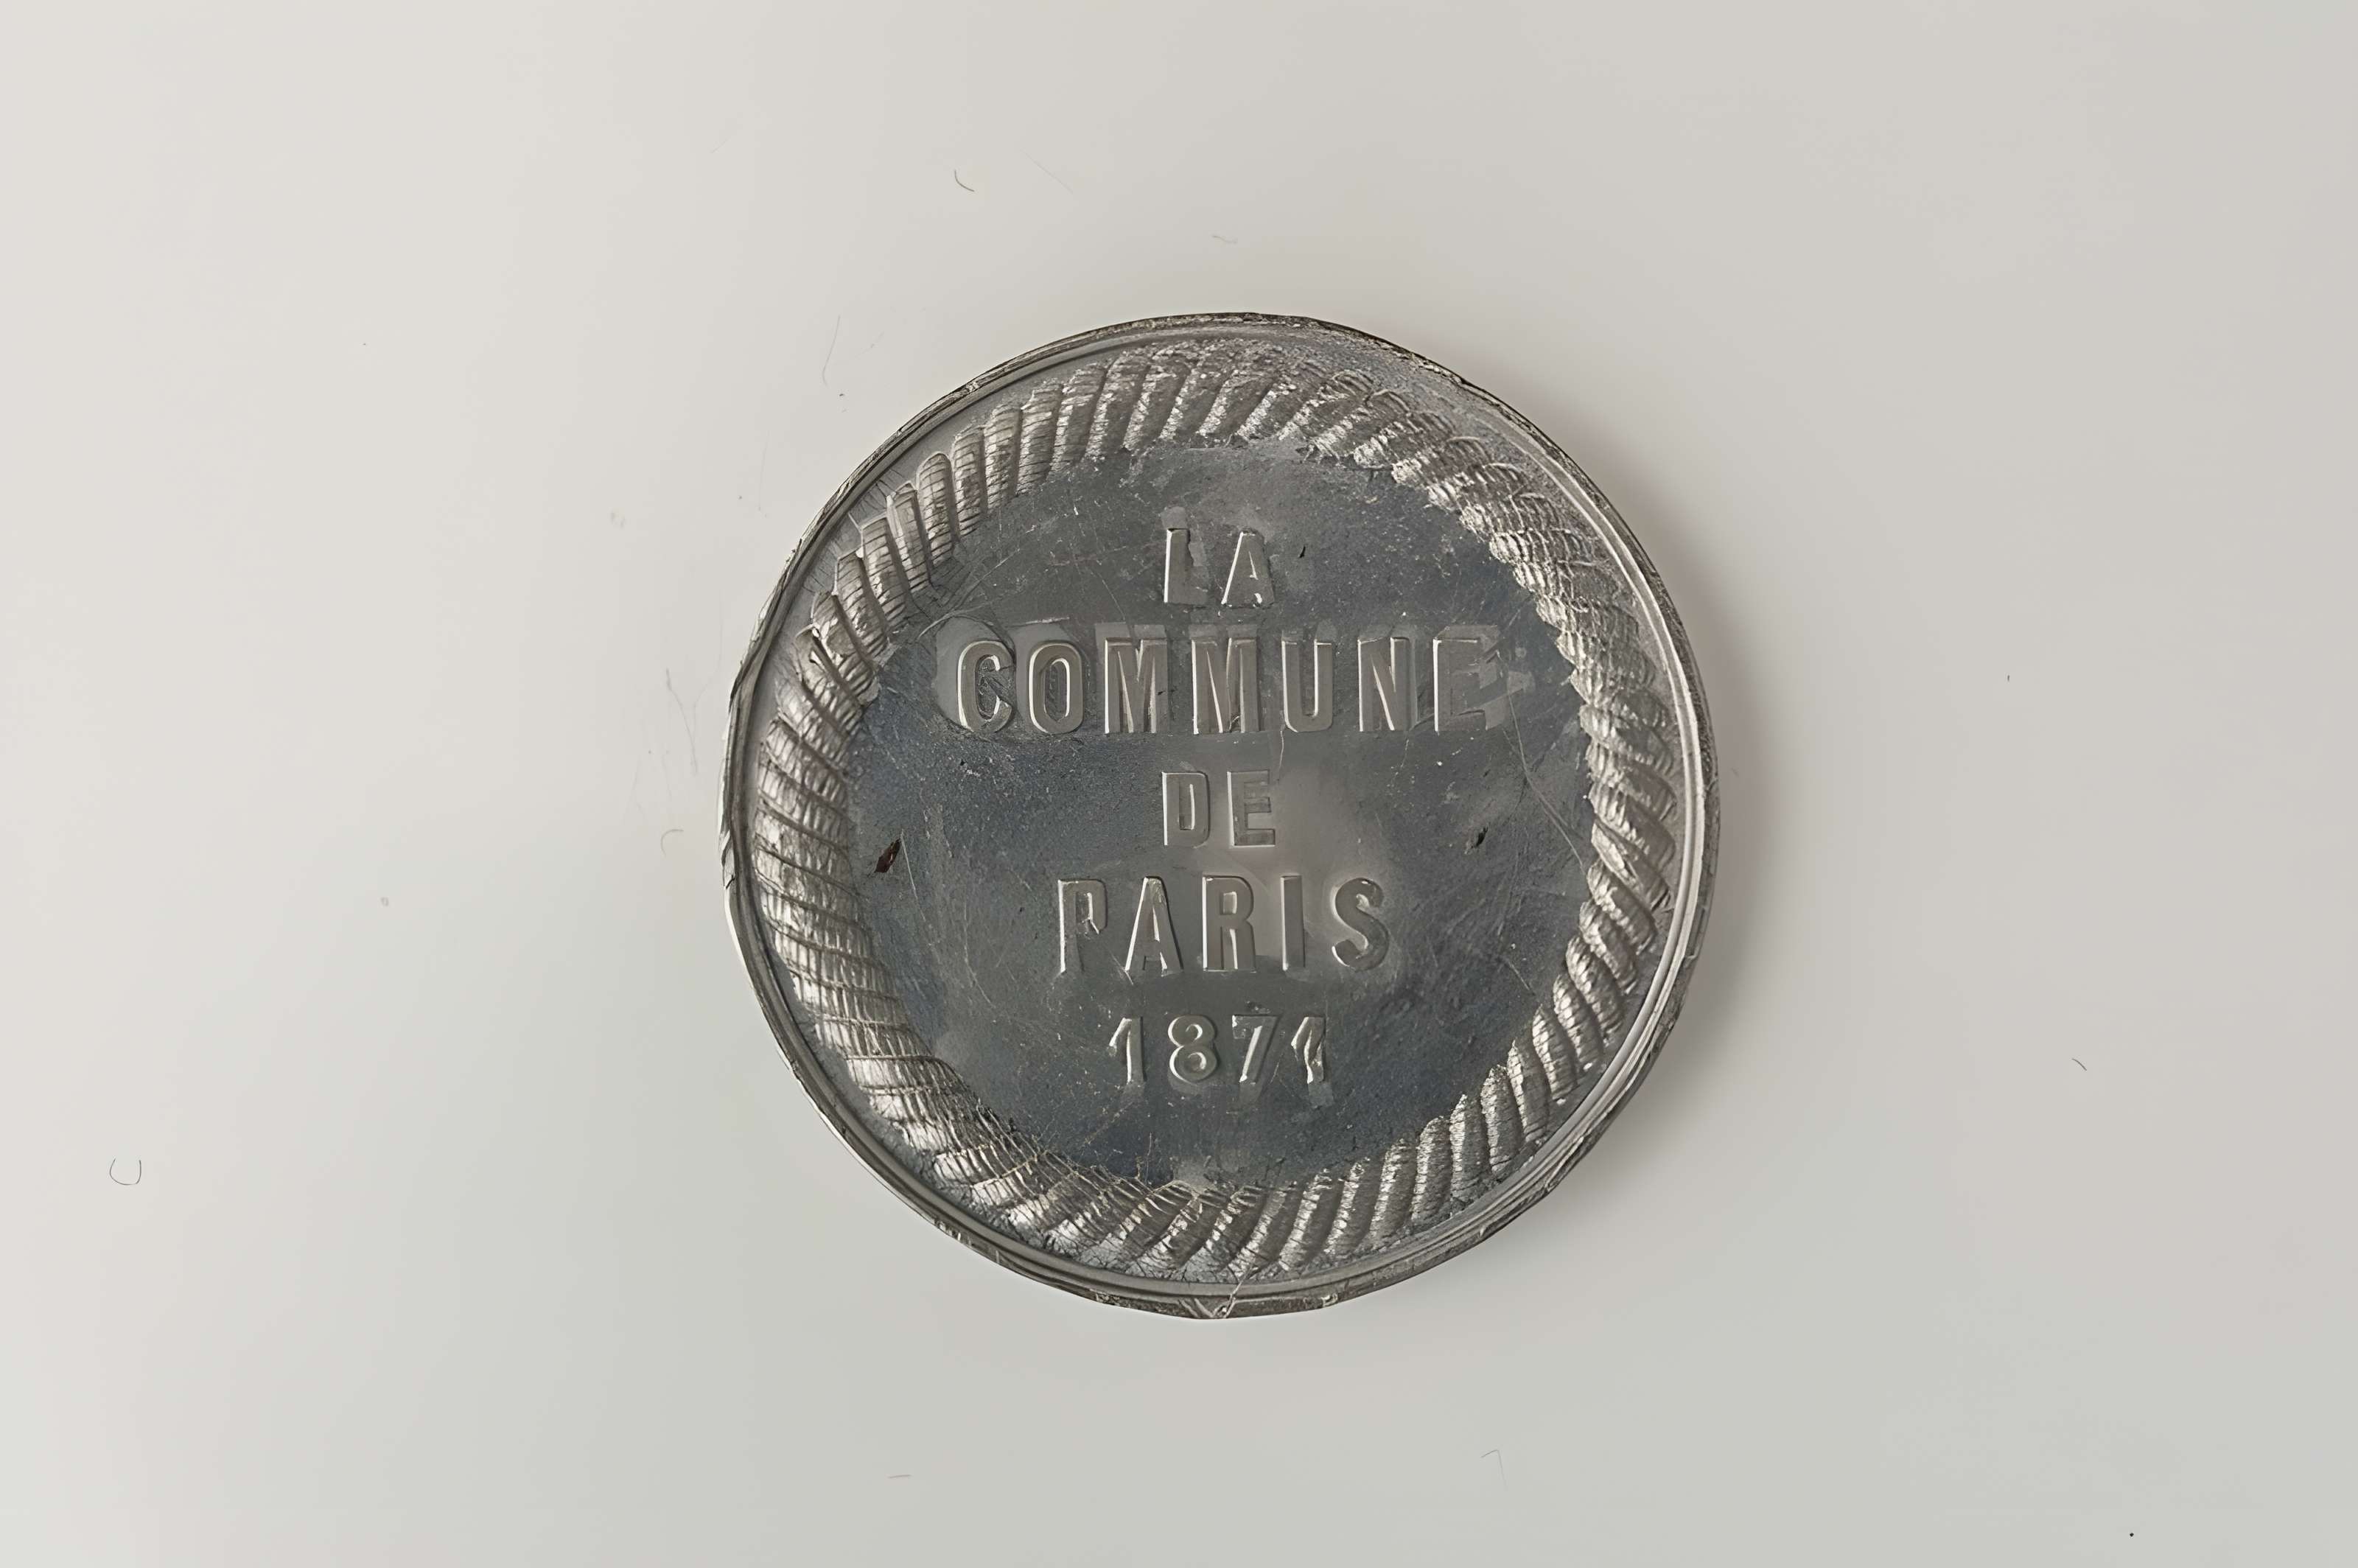 LA
COMMUNE
DE
PARIS
1871